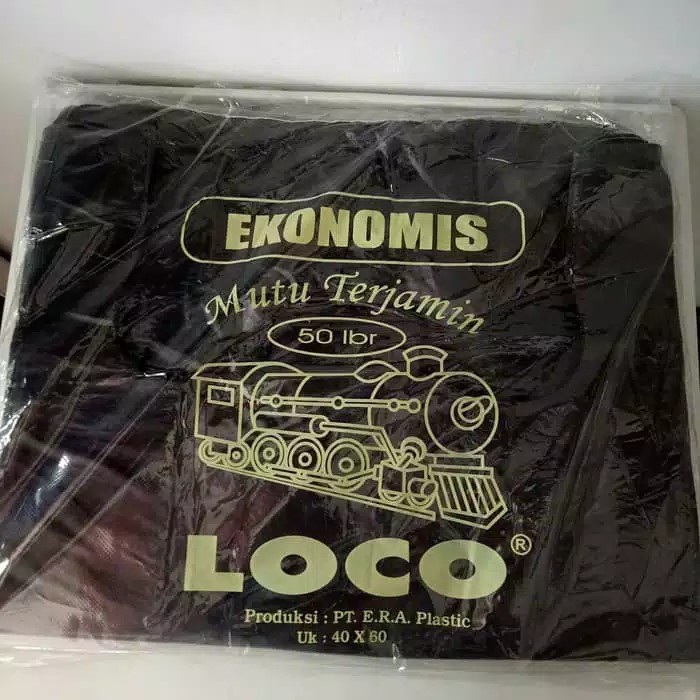 EKONOMIS
Mutu Terjamin
50 lbr
LOCO®
Produksi : PT. E.R.A. Plastic
Uk : 40 X 60